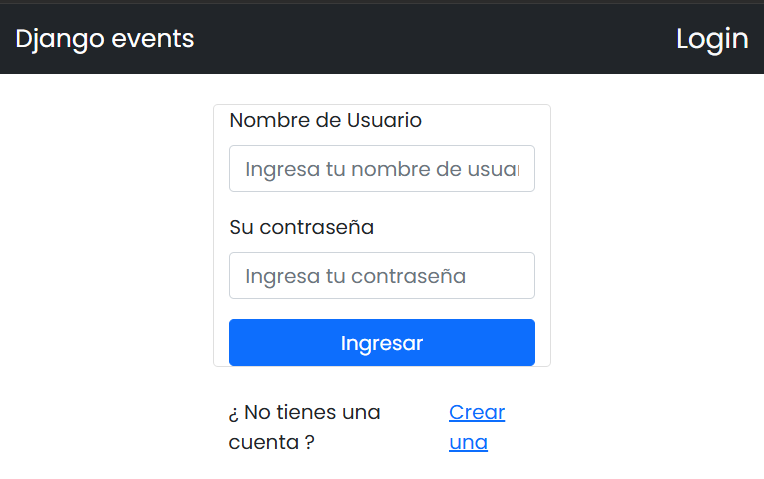 Django events
Login
Nombre de Usuario
Ingresa tu nombre de usuar
Su contraseña
Ingresa tu contraseña
Ingresar
¿ No tienes una
cuenta ?
Crear
una